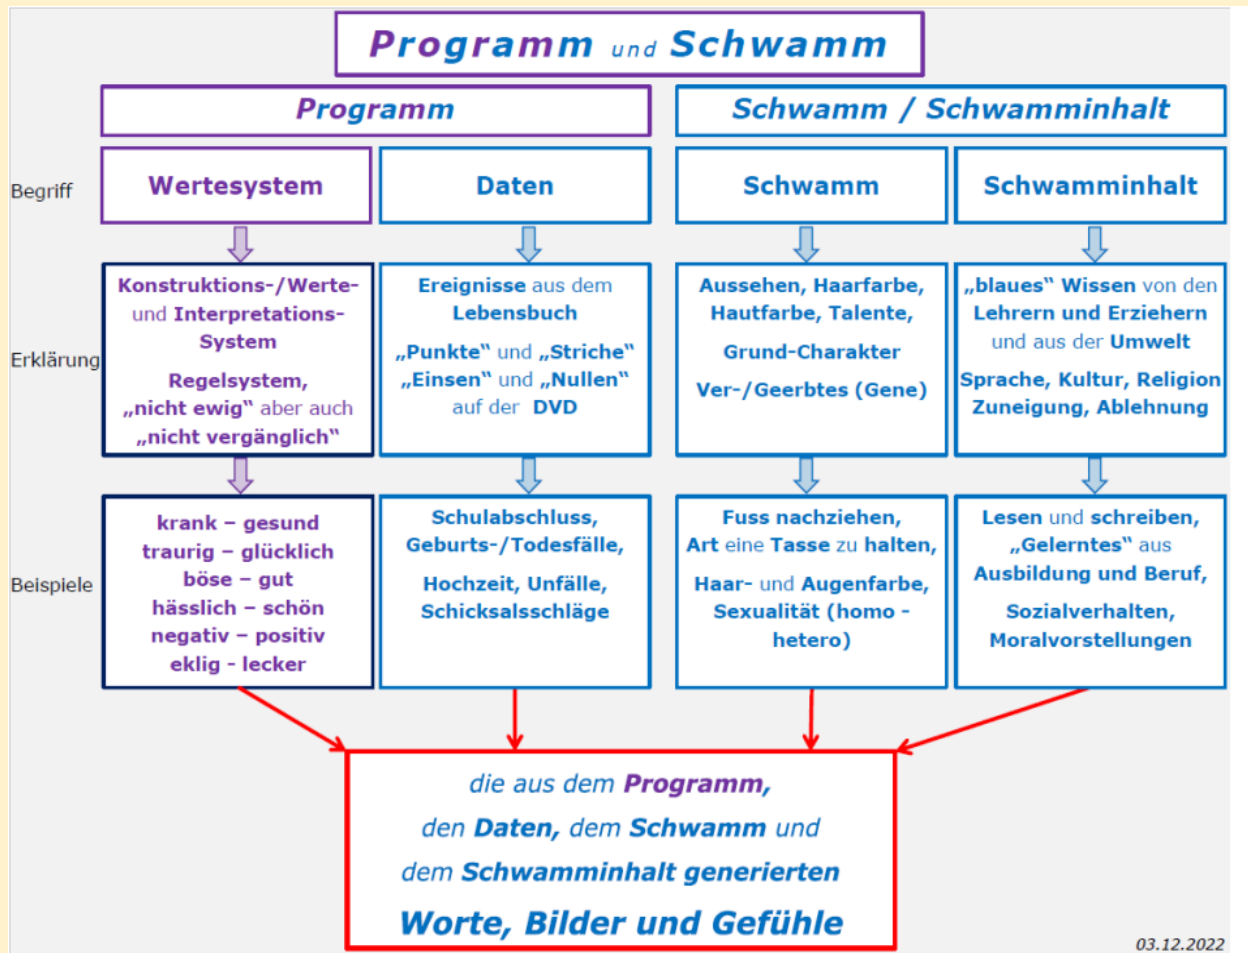 Programm und Schwamm
Programm
Schwamm / Schwamminhalt
Begriff
Wertesystem
Daten
Schwamm
Schwamminhalt
Erklärung
Konstruktions-/Werte-
und Interpretations-
System
Regelsystem,
„nicht ewig“ aber auch
„nicht vergänglich“
Ereignisse aus dem
Lebensbuch
„Punkte“ und „Striche“
„Einsen“ und „Nullen“
auf der DVD
Aussehen, Haarfarbe,
Hautfarbe, Talente,
Grund-Charakter
Ver-/Geerbtes (Gene)
„blaues“ Wissen von den
Lehrern und Erziehern
und aus der Umwelt
Sprache, Kultur, Religion
Zuneigung, Ablehnung
Beispiele
krank – gesund
traurig – glücklich
böse – gut
hässlich – schön
negativ – positiv
eklig - lecker
Schulabschluss,
Geburts-/Todesfälle,
Hochzeit, Unfälle,
Schicksalsschläge
Fuss nachziehen,
Art eine Tasse zu halten,
Haar- und Augenfarbe,
Sexualität (homo -
hetero)
Lesen und schreiben,
„Gelerntes“ aus
Ausbildung und Beruf,
Sozialverhalten,
Moralvorstellungen
die aus dem Programm,
den Daten, dem Schwamm und
dem Schwamminhalt generierten
Worte, Bilder und Gefühle
03.12.2022